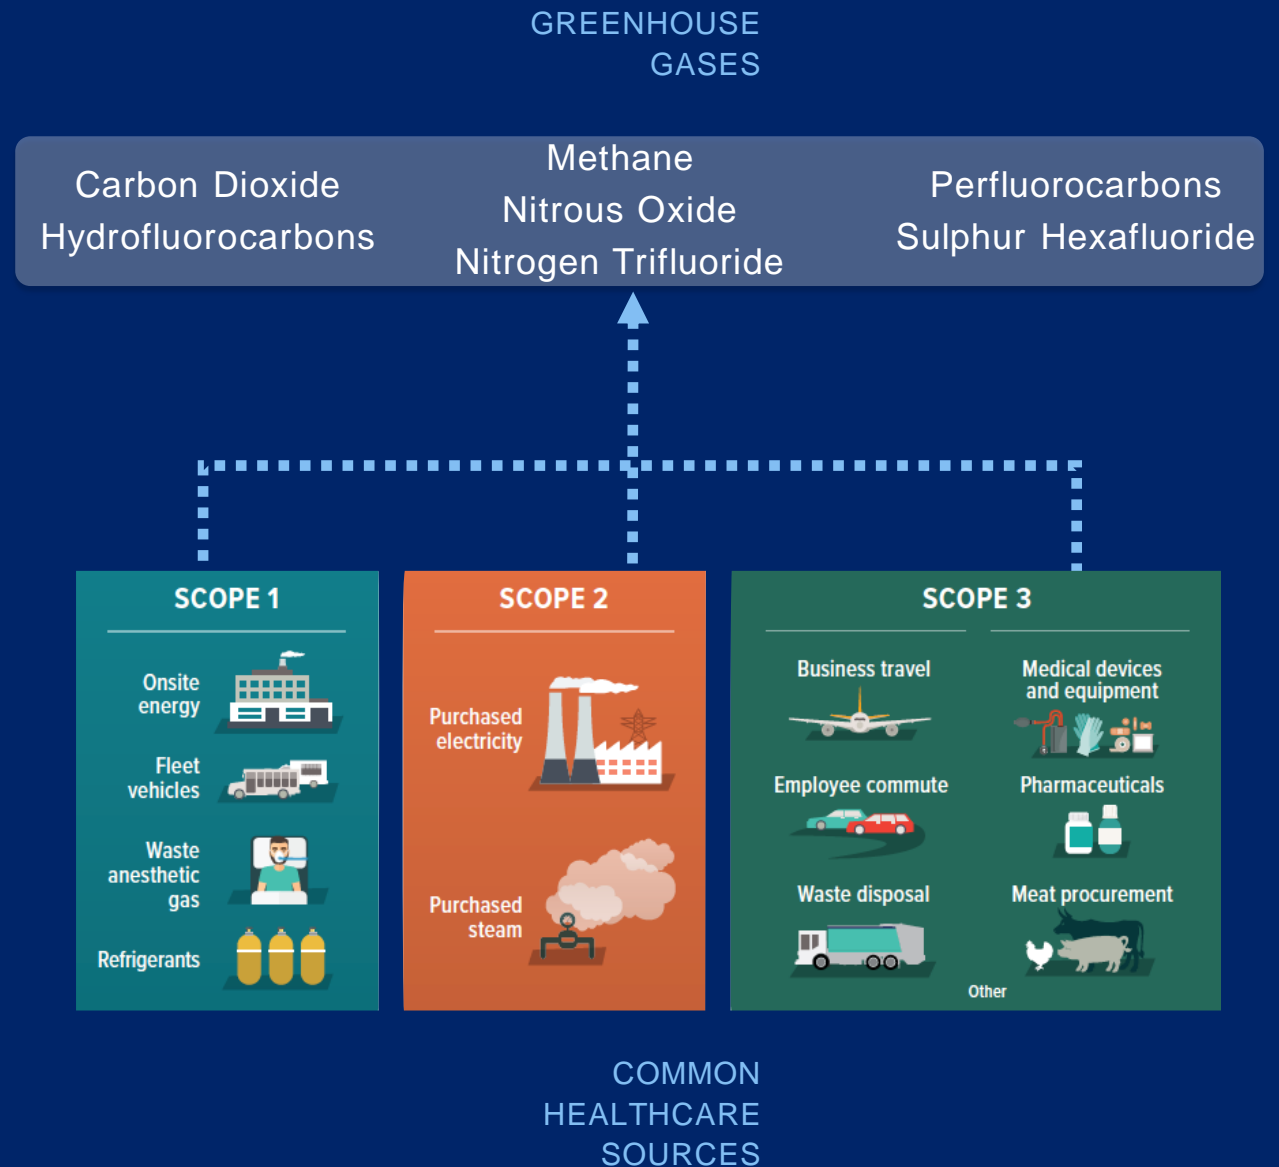 GREENHOUSE
GASES
Carbon Dioxide
Hydrofluorocarbons
Methane
Nitrous Oxide
Nitrogen Trifluoride
Perfluorocarbons
Sulphur Hexafluoride
SCOPE 1
Onsite
energy
Fleet
vehicles
Waste
anesthetic
gas
Refrigerants
SCOPE 2
Purchased
electricity
Purchased
steam
SCOPE 3
Business travel
Employee commute
Waste disposal
Medical devices
and equipment
Pharmaceuticals
Meat procurement
Other
COMMON
HEALTHCARE
SOURCES